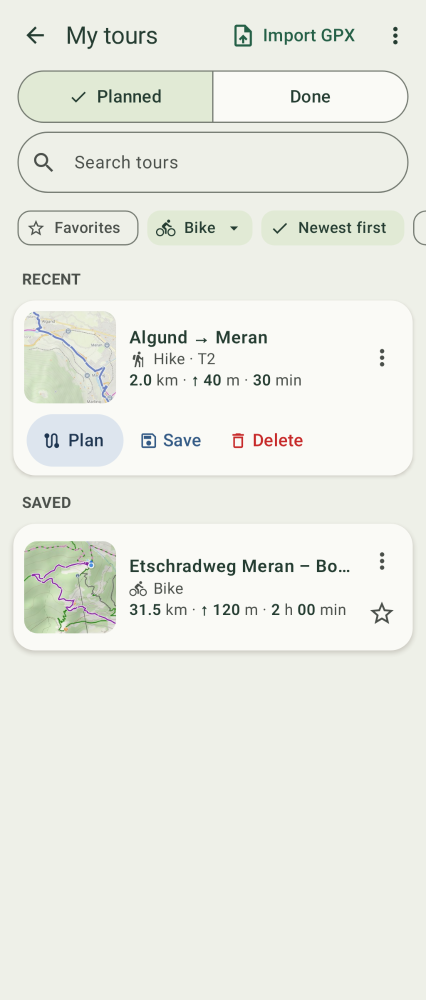 My tours
Import GPX
Planned
Done
Search tours
Favorites
Bike
Newest first
RECENT
Algund → Meran
Hike · T2
2.0 km · ↑ 40 m · 30 min
Plan
Save
Delete
SAVED
Etschradweg Meran – Bo…
Bike
31.5 km · ↑ 120 m · 2 h 00 min